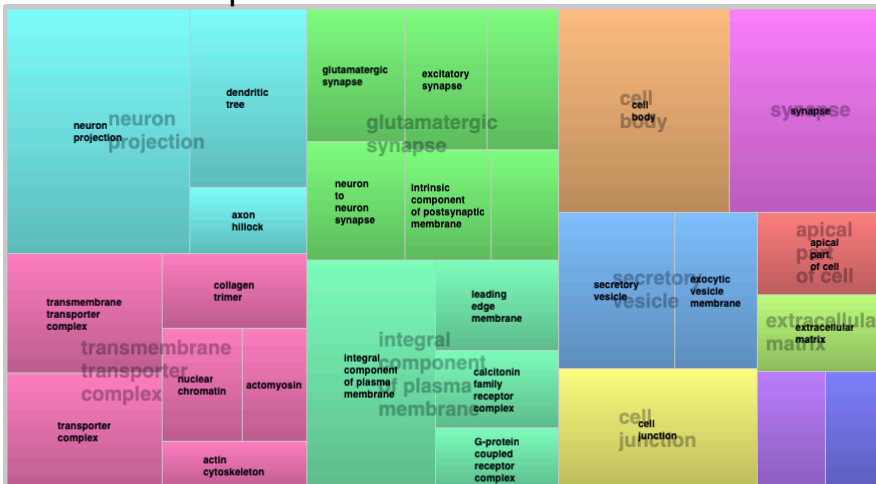 neuron
projection
neuron
projection
dendritic
tree
axon
hillock
glutamatergic
synapse
excitatory
synapse
glutamatergic
synapse
neuron
to
neuron
synapse
intrinsic
component
of postsynaptic
membrane
cell
body
cell
body
synapse
synapse
transmembrane
transporter
complex
transmembrane
transporter
complex
collagen
trimer
nuclear
chromatin
actomyosin
transporter
complex
actin
cytoskeleton
integral
component
of plasma
membrane
integral
component
of plasma
membrane
leading
edge
membrane
calcitonin
family
receptor
complex
G-protein
coupled
receptor
complex
secretory
vesicle
secretory
vesicle
exocytic
vesicle
membrane
apical
part
of cell
apical
part
of cell
extracellula
matrix
extracellular
matrix
cell
junction
cell
junction